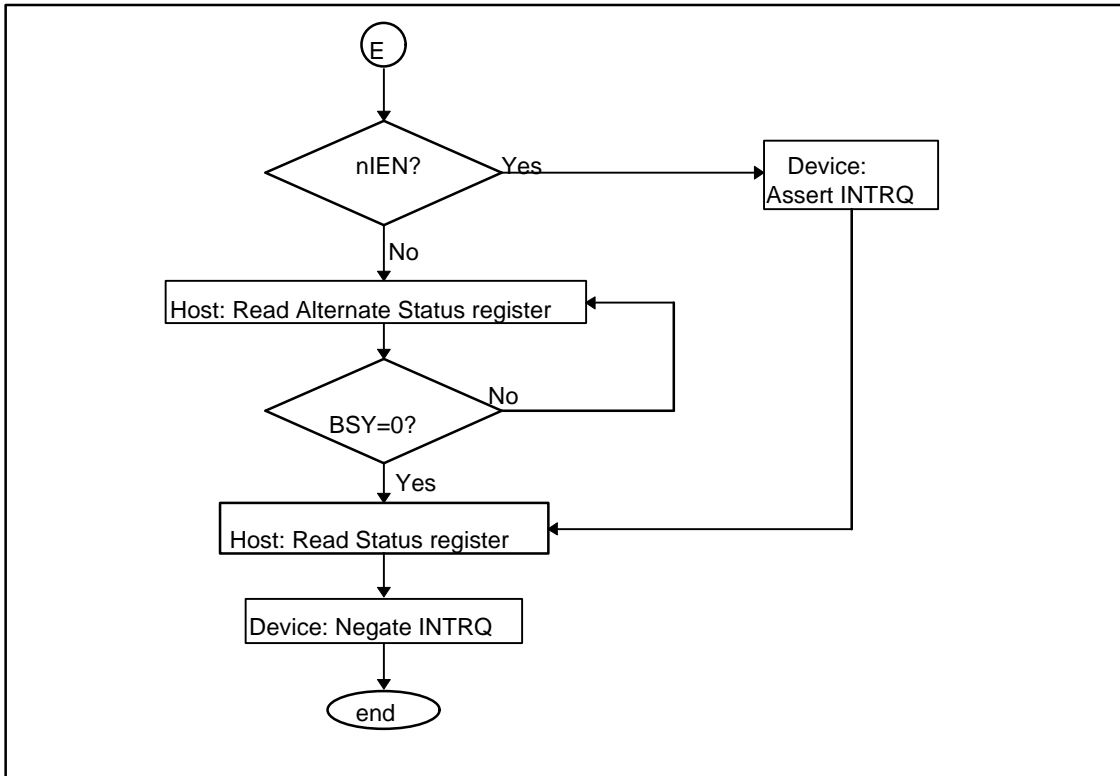 E
nIEN?
Yes
Device:
Assert INTRQ
No
Host: Read Alternate Status register
No
BSY=0?
Yes
Host: Read Status register
Device: Negate INTRQ
end